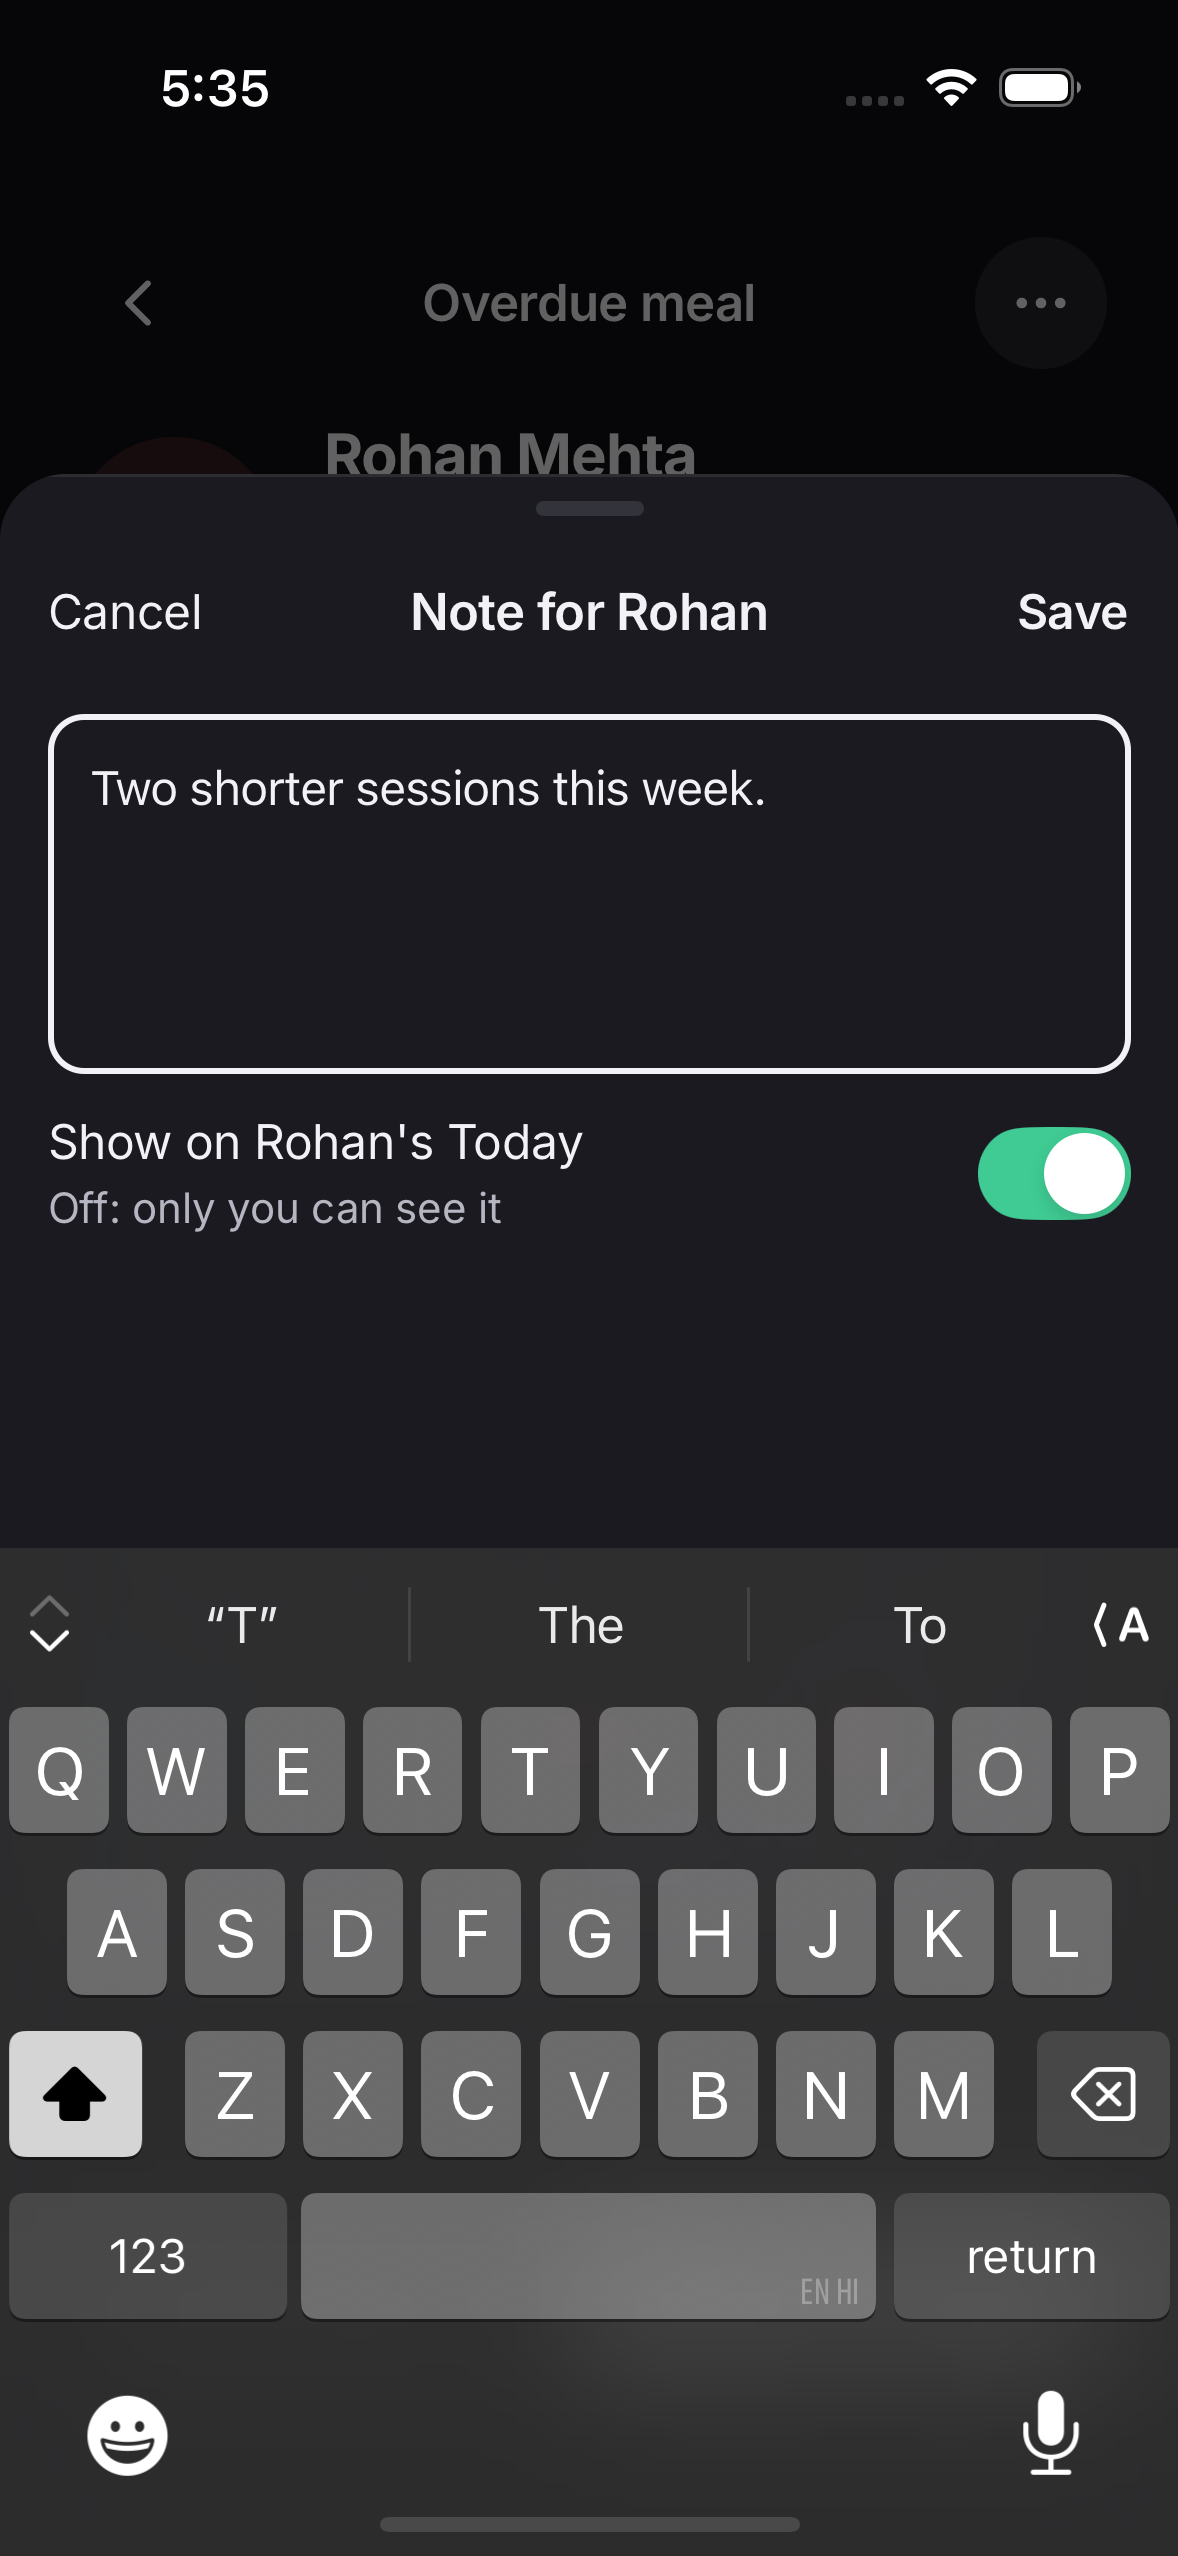 5:35
Overdue meal
Rohan Mehta
Cancel
Note for Rohan
Save
Two shorter sessions this week.
Show on Rohan's Today
Off: only you can see it
“T”
The
To
A
Q W E R T Y U I O P
A S D F G H J K L
Z X C V B N M
123
EN HI
return